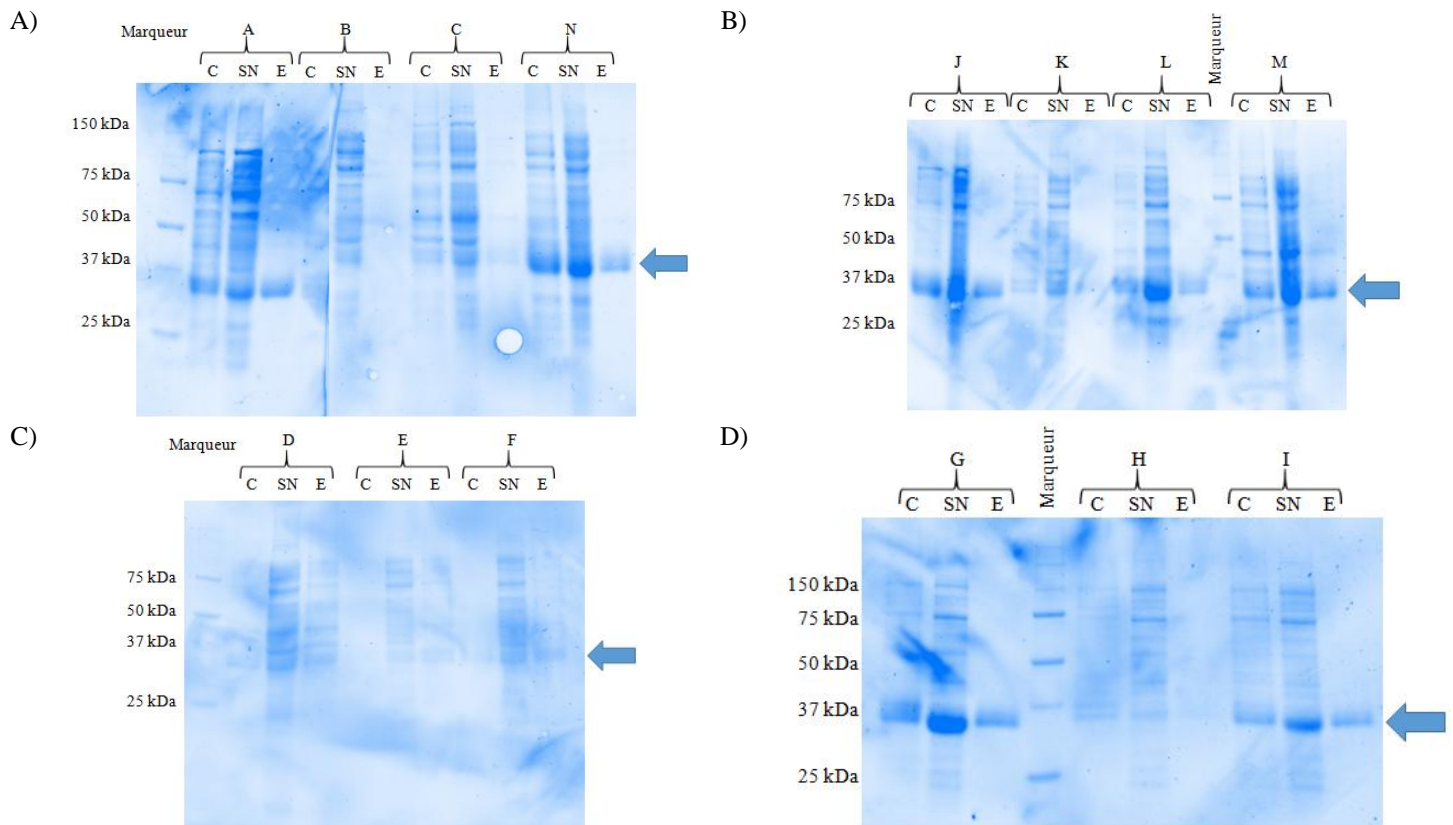 A)
Marqueur A B C N
C SN E C SN E C SN E C SN E
150 kDa
75 kDa
50 kDa
37 kDa
25 kDa
B)
J K L Marqueur M
C SN E C SN E C SN E C SN E
75 kDa
50 kDa
37 kDa
25 kDa
C)
Marqueur D E F
C SN E C SN E C SN E
75 kDa
50 kDa
37 kDa
25 kDa
D)
G Marqueur H I
C SN E C SN E C SN E
150 kDa
75 kDa
50 kDa
37 kDa
25 kDa